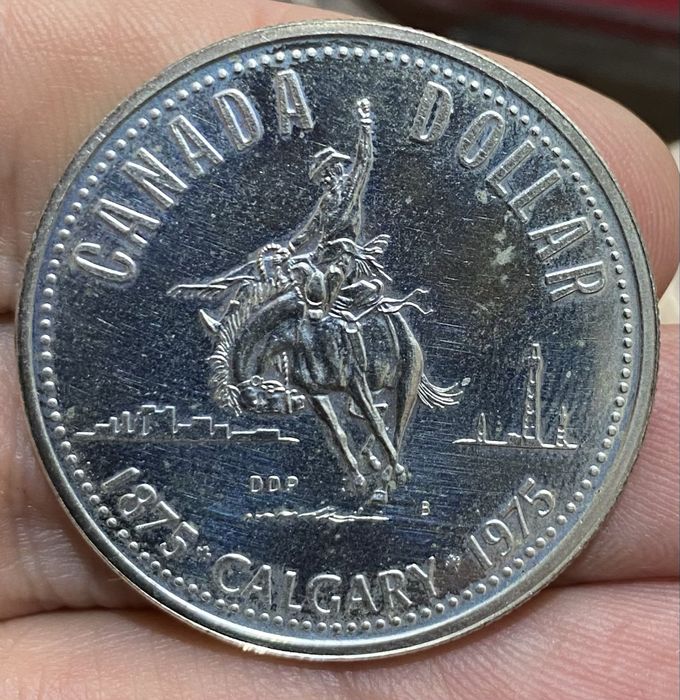 CANADA DOLLAR
DDP
B
1875 * CALGARY * 1975